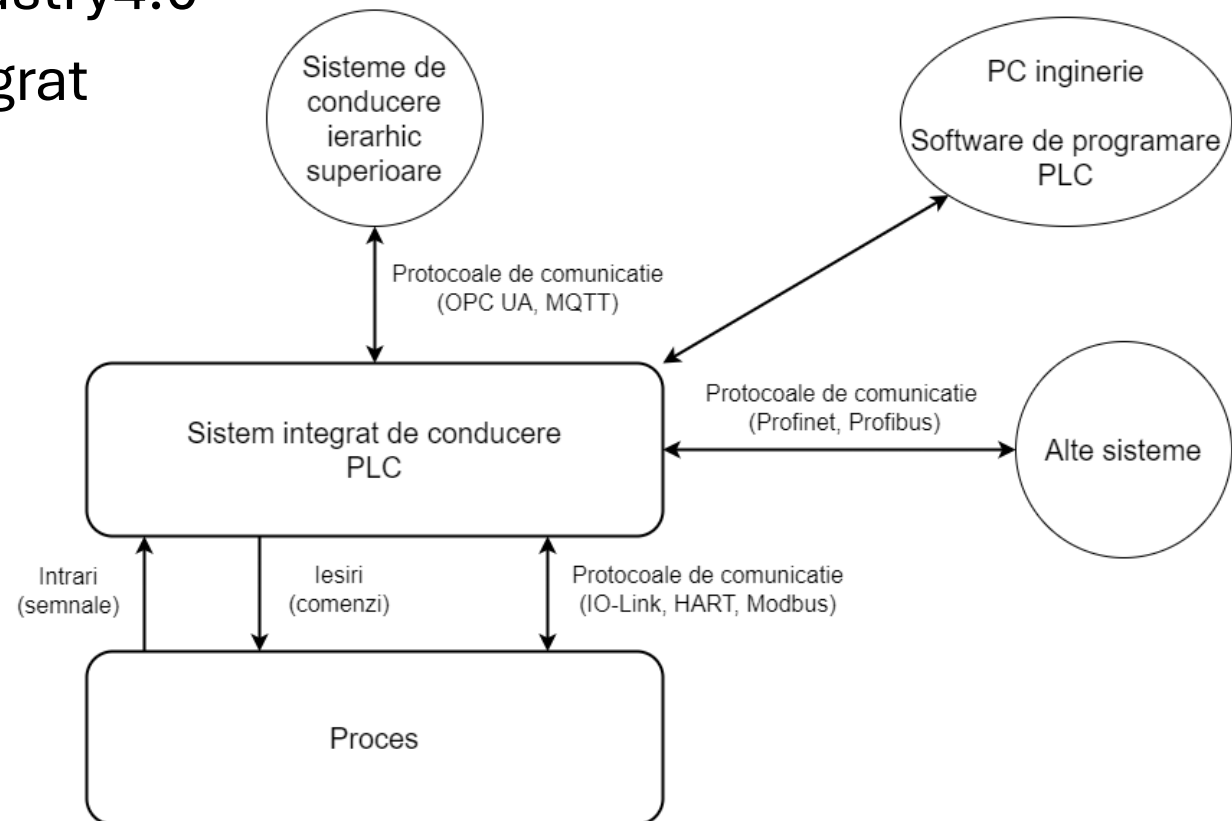 grat
Sisteme de
conducere
ierarhic
superioare
PC inginerie
Software de programare
PLC
Protocoale de comunicatie
(OPC UA, MQTT)
Protocoale de comunicatie
(Profinet, Profibus)
Sistem integrat de conducere
PLC
Alte sisteme
Intrari
(semnale)
Iesiri
(comenzi)
Protocoale de comunicatie
(IO-Link, HART, Modbus)
Proces